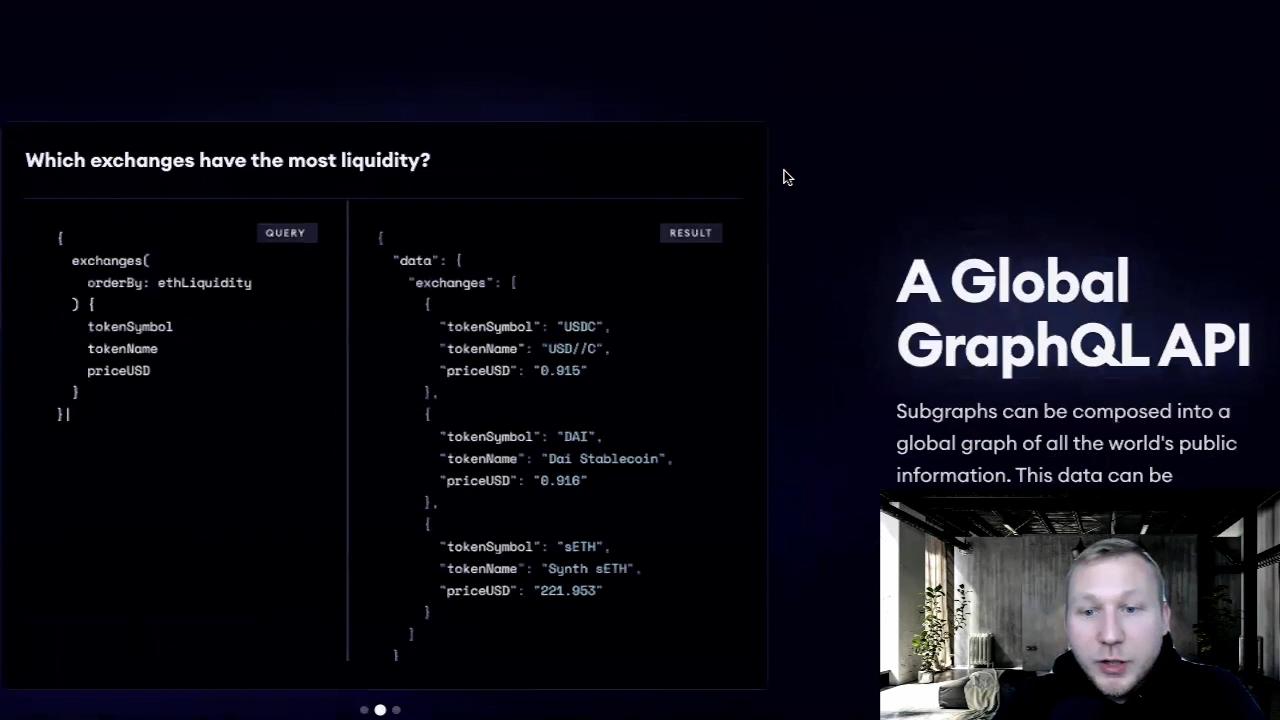 Which exchanges have the most liquidity?
QUERY
{
exchanges(
orderBy: ethLiquidity
) {
tokenSymbol
tokenName
priceUSD
}
}|
RESULT
{
"data": {
"exchanges": [
{
"tokenSymbol": "USDC",
"tokenName": "USD//C",
"priceUSD": "0.915"
},
{
"tokenSymbol": "DAI",
"tokenName": "Dai Stablecoin",
"priceUSD": "0.916"
},
{
"tokenSymbol": "sETH",
"tokenName": "Synth sETH",
"priceUSD": "221.953"
}
]
}
A Global
GraphQL API
Subgraphs can be composed into a
global graph of all the world's public
information. This data can be